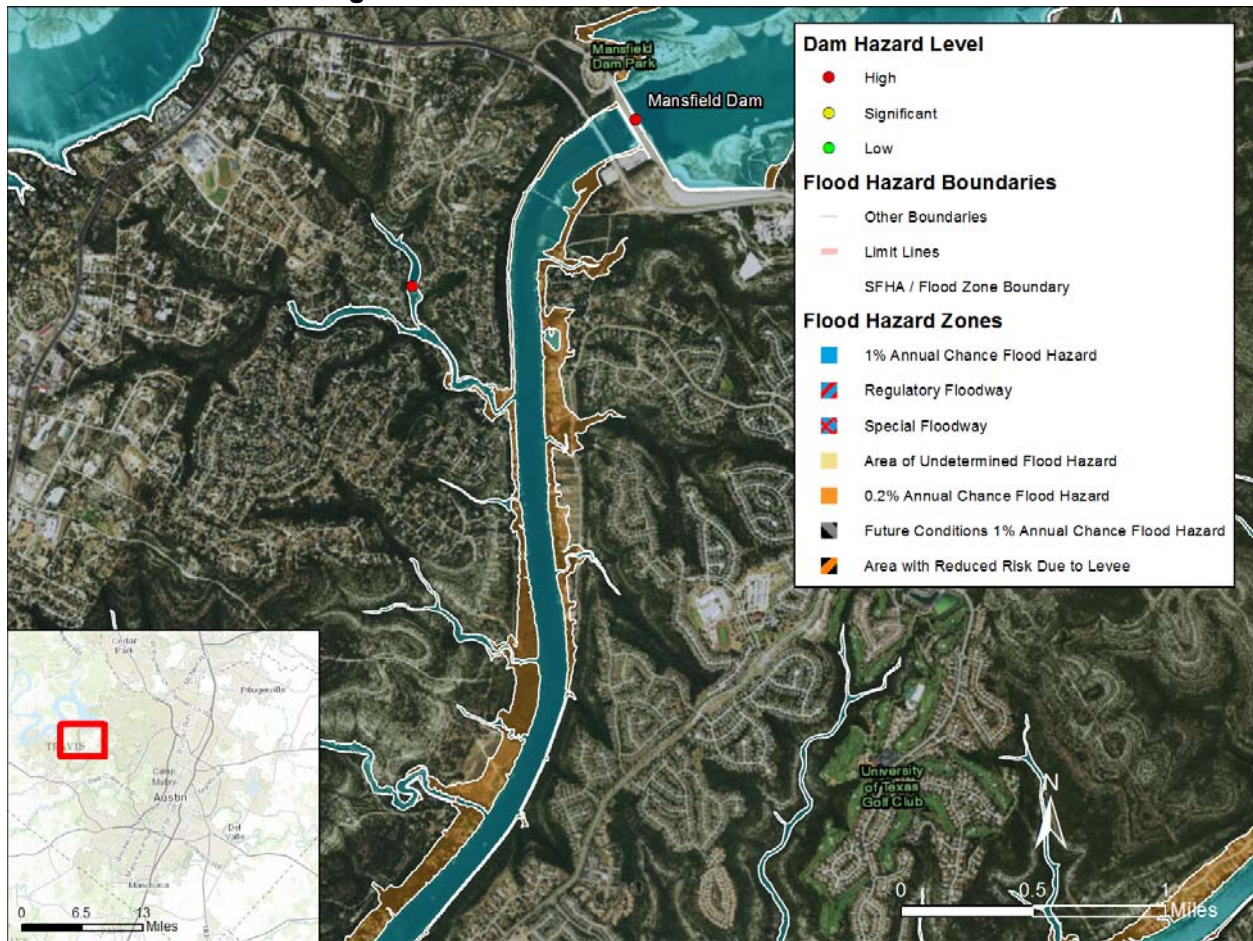 Mansfield
Dam Park
Mansfield Dam
Dam Hazard Level
High
Significant
Low
Flood Hazard Boundaries
Other Boundaries
Limit Lines
SFHA / Flood Zone Boundary
Flood Hazard Zones
1% Annual Chance Flood Hazard
Regulatory Floodway
Special Floodway
Area of Undetermined Flood Hazard
0.2% Annual Chance Flood Hazard
Future Conditions 1% Annual Chance Flood Hazard
Area with Reduced Risk Due to Levee
Cedar
Park
Pflugerville
TRAVIS
Camp
Mabry
Austin
Del
Valle
Manchaca
0 6.5 13
Miles
University
of Texas
Golf Club
N
0 0.5 1
Miles